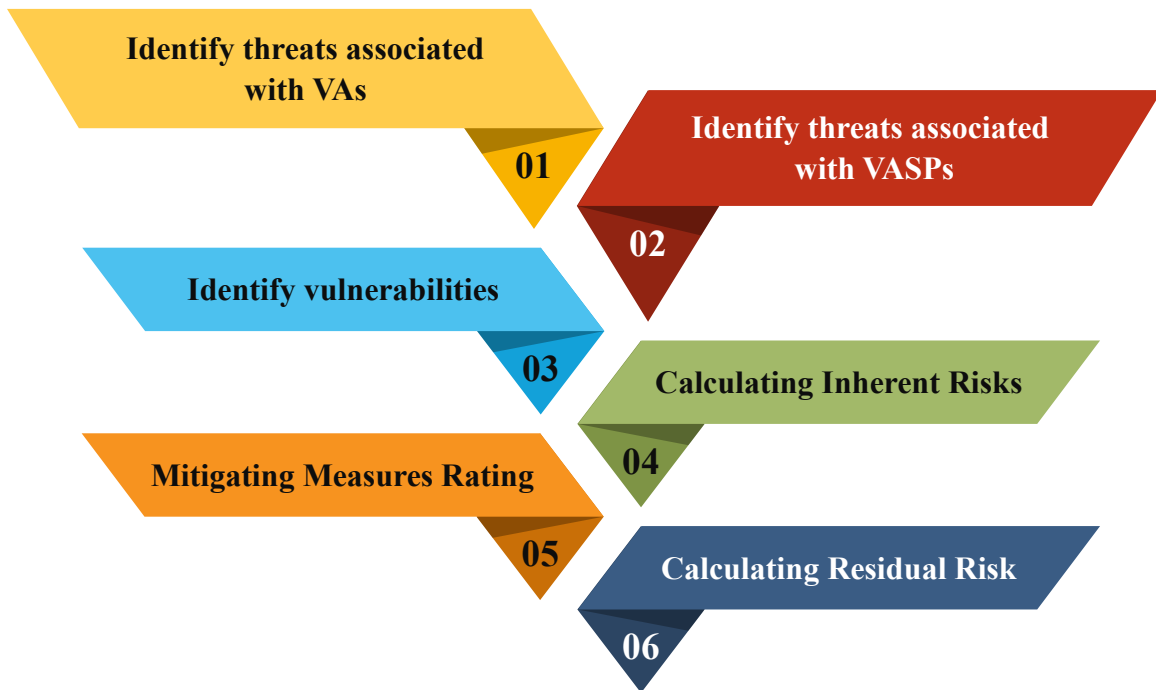 Identify threats associated
with VAs
01
Identify threats associated
with VASPs
02
Identify vulnerabilities
03
Calculating Inherent Risks
04
Mitigating Measures Rating
05
Calculating Residual Risk
06